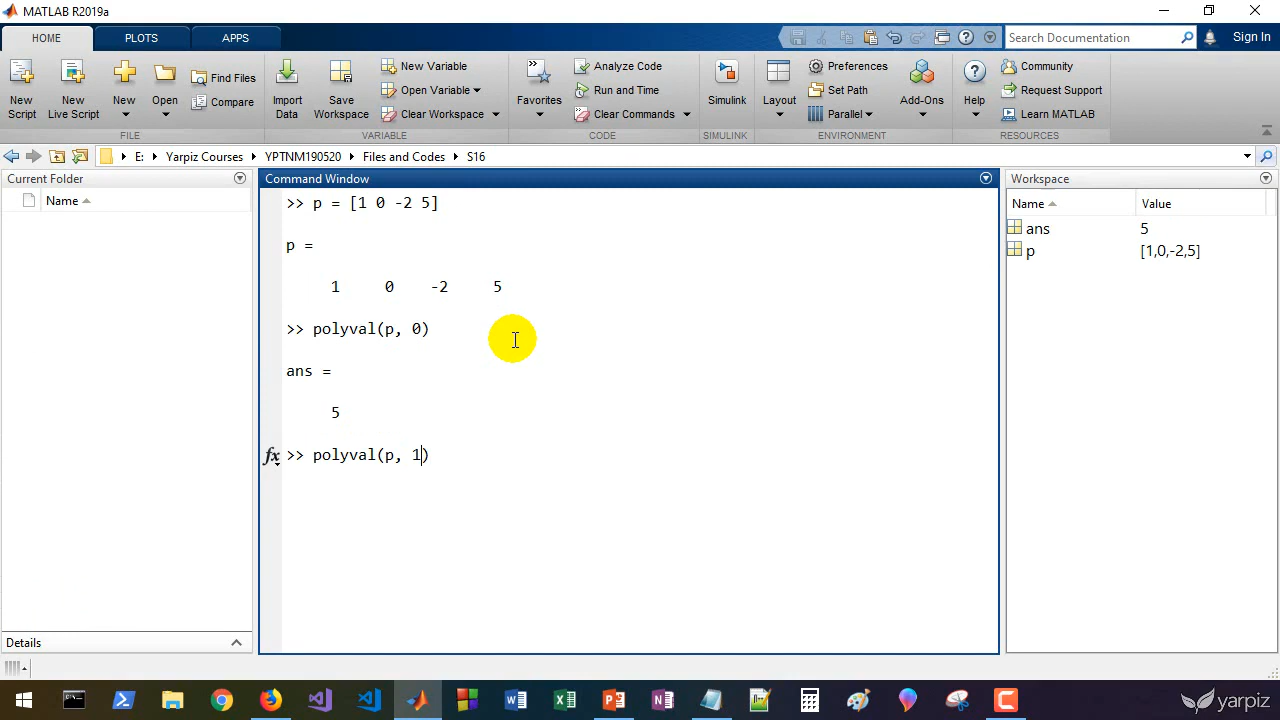 MATLAB R2019a
HOME PLOTS APPS
Search Documentation Sign In
New Script
New Live Script
New
Open
Find Files
Compare
FILE
Import Data
Save Workspace
New Variable
Open Variable
Clear Workspace
VARIABLE
Favorites
Analyze Code
Run and Time
Clear Commands
CODE
Simulink
SIMULINK
Layout
Preferences
Set Path
Parallel
Add-Ons
ENVIRONMENT
Help
Community
Request Support
Learn MATLAB
RESOURCES
E: Yarpiz Courses YPTNM190520 Files and Codes S16
Current Folder
Name
Details
Command Window
>> p = [1 0 -2 5]
p =
1 0 -2 5
>> polyval(p, 0)
ans =
5
fx >> polyval(p, 1)
Workspace
Name Value
ans 5
p [1,0,-2,5]
yarpiz